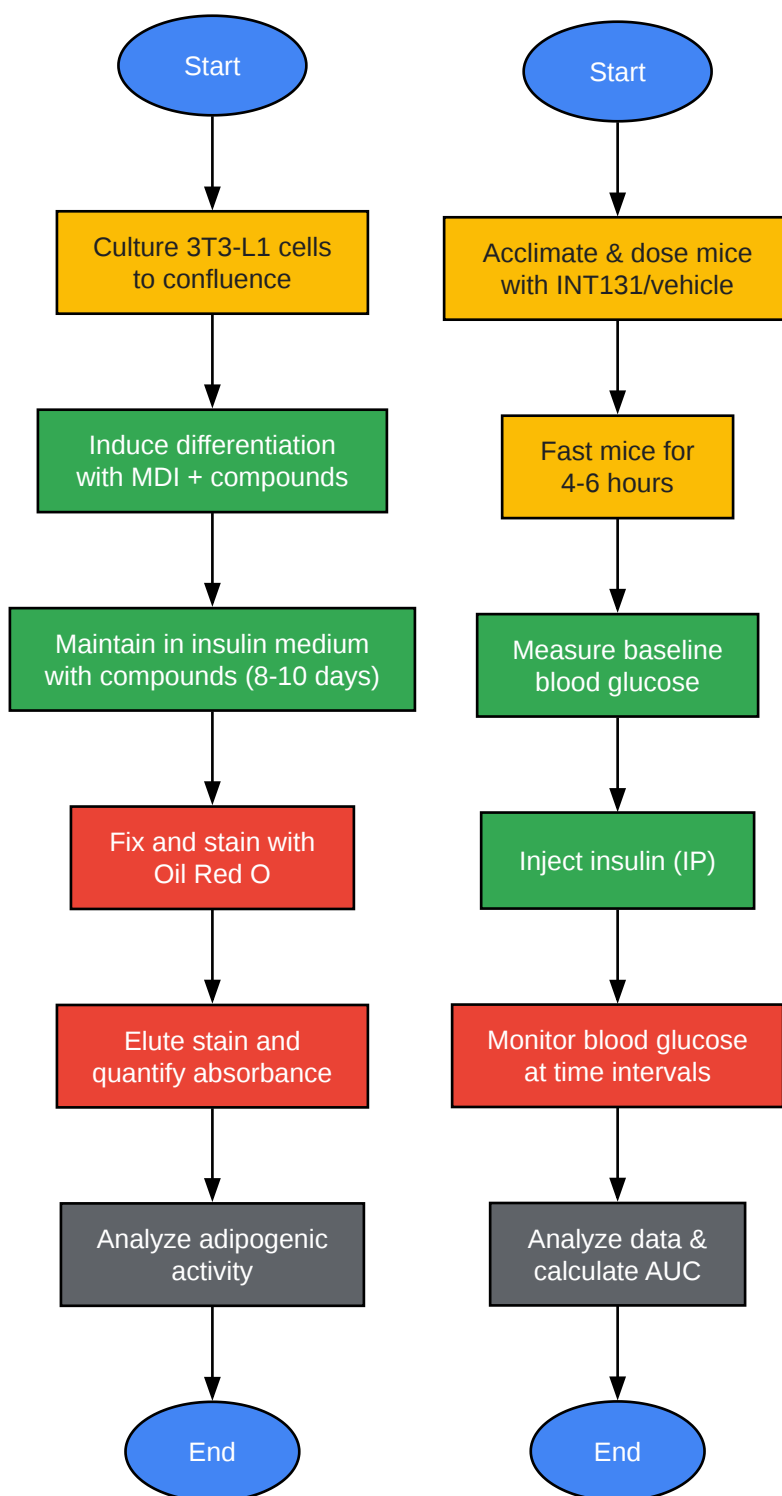 Start
Culture 3T3-L1 cells
to confluence
Induce differentiation
with MDI + compounds
Maintain in insulin medium
with compounds (8-10 days)
Fix and stain with
Oil Red O
Elute stain and
quantify absorbance
Analyze adipogenic
activity
End
Start
Acclimate & dose mice
with INT131/vehicle
Fast mice for
4-6 hours
Measure baseline
blood glucose
Inject insulin (IP)
Monitor blood glucose
at time intervals
Analyze data &
calculate AUC
End